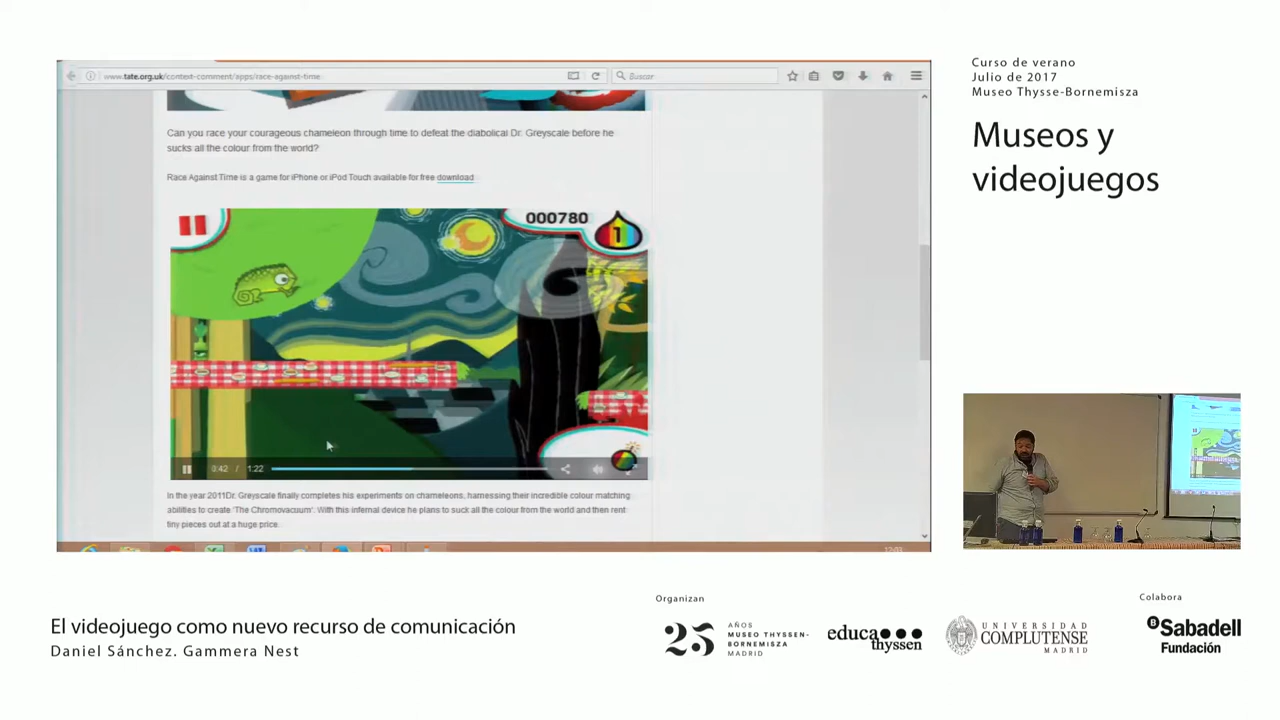 www.tate.org.uk/context-comment/apps/race-against-time
Buscar
Can you race your courageous chameleon through time to defeat the diabolical Dr. Greyscale before he
sucks all the colour from the world?
Race Against Time is a game for iPhone or iPod Touch available for free download
000780
1
0:42 / 1:22
In the year 2011Dr. Greyscale finally completes his experiments on chameleons, harnessing their incredible colour matching
abilities to create 'The Chromovacuum'. With this infernal device he plans to suck all the colour from the world and then rent
tiny pieces out at a huge price.
Curso de verano
Julio de 2017
Museo Thysse-Bornemisza
Museos y
videojuegos
El videojuego como nuevo recurso de comunicación
Daniel Sánchez. Gammera Nest
Organizan
25
AÑOS
MUSEO THYSSEN-
BORNEMISZA
MADRID
educa
thyssen
UNIVERSIDAD
COMPLUTENSE
MADRID
Colabora
B Sabadell
Fundación